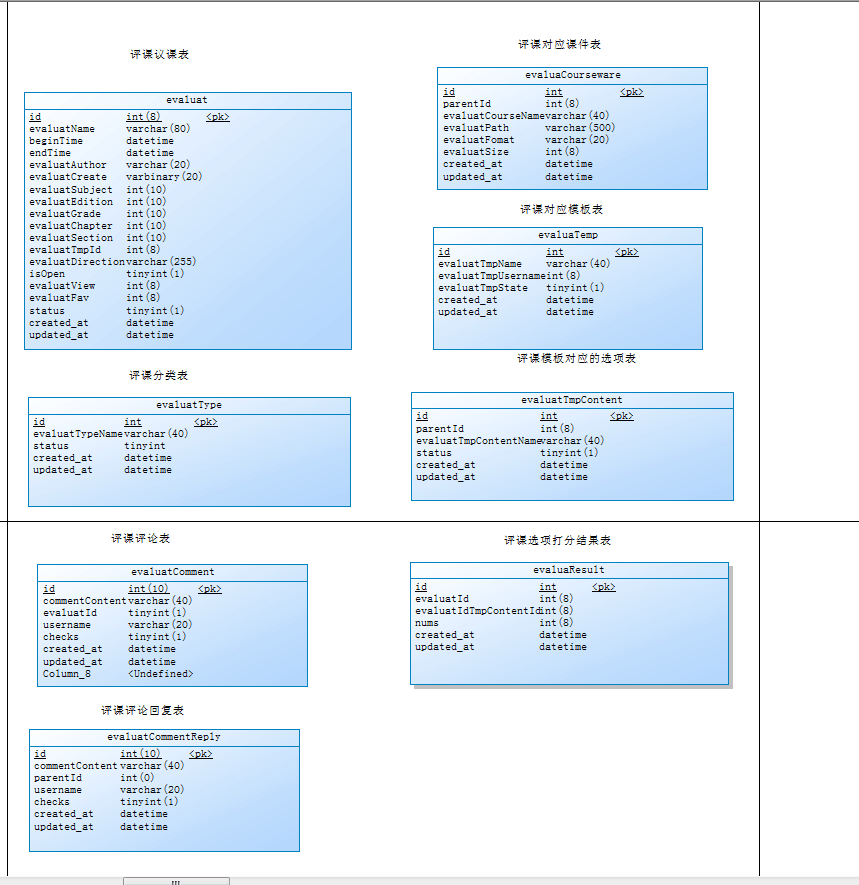 评课议课表
evaluat
id int(8) <pk>
evaluatName varchar(80)
beginTime datetime
endTime datetime
evaluatAuthor varchar(20)
evaluatCreate varbinary(20)
evaluatSubject int(10)
evaluatEdition int(10)
evaluatGrade int(10)
evaluatChapter int(10)
evaluatSection int(10)
evaluatTmpId int(8)
evaluatDirection varchar(255)
isOpen tinyint(1)
evaluatView int(8)
evaluatFav int(8)
status tinyint(1)
created_at datetime
updated_at datetime
评课对应课件表
evaluaCourseware
id int <pk>
parentId int(8)
evaluatCourseName varchar(40)
evaluatPath varchar(500)
evaluatFomat varchar(20)
evaluatSize int(8)
created_at datetime
updated_at datetime
评课对应模板表
evaluaTemp
id int <pk>
evaluatTmpName varchar(40)
evaluatTmpUsername int(8)
evaluatTmpState tinyint(1)
created_at datetime
updated_at datetime
评课分类表
evaluatType
id int <pk>
evaluatTypeName varchar(40)
status tinyint
created_at datetime
updated_at datetime
评课模板对应的选项表
evaluatTmpContent
id int <pk>
parentId int(8)
evaluatTmpContentName varchar(40)
status tinyint(1)
created_at datetime
updated_at datetime
评课评论表
evaluatComment
id int(10) <pk>
commentContent varchar(40)
evaluatId tinyint(1)
username varchar(20)
checks tinyint(1)
created_at datetime
updated_at datetime
Column_8 <Undefined>
评课选项打分结果表
evaluaResult
id int <pk>
evaluatId int(8)
evaluatIdTmpContentId int(8)
nums int(8)
created_at datetime
updated_at datetime
评课评论回复表
evaluatCommentReply
id int(10) <pk>
commentContent varchar(40)
parentId int(0)
username varchar(20)
checks tinyint(1)
created_at datetime
updated_at datetime